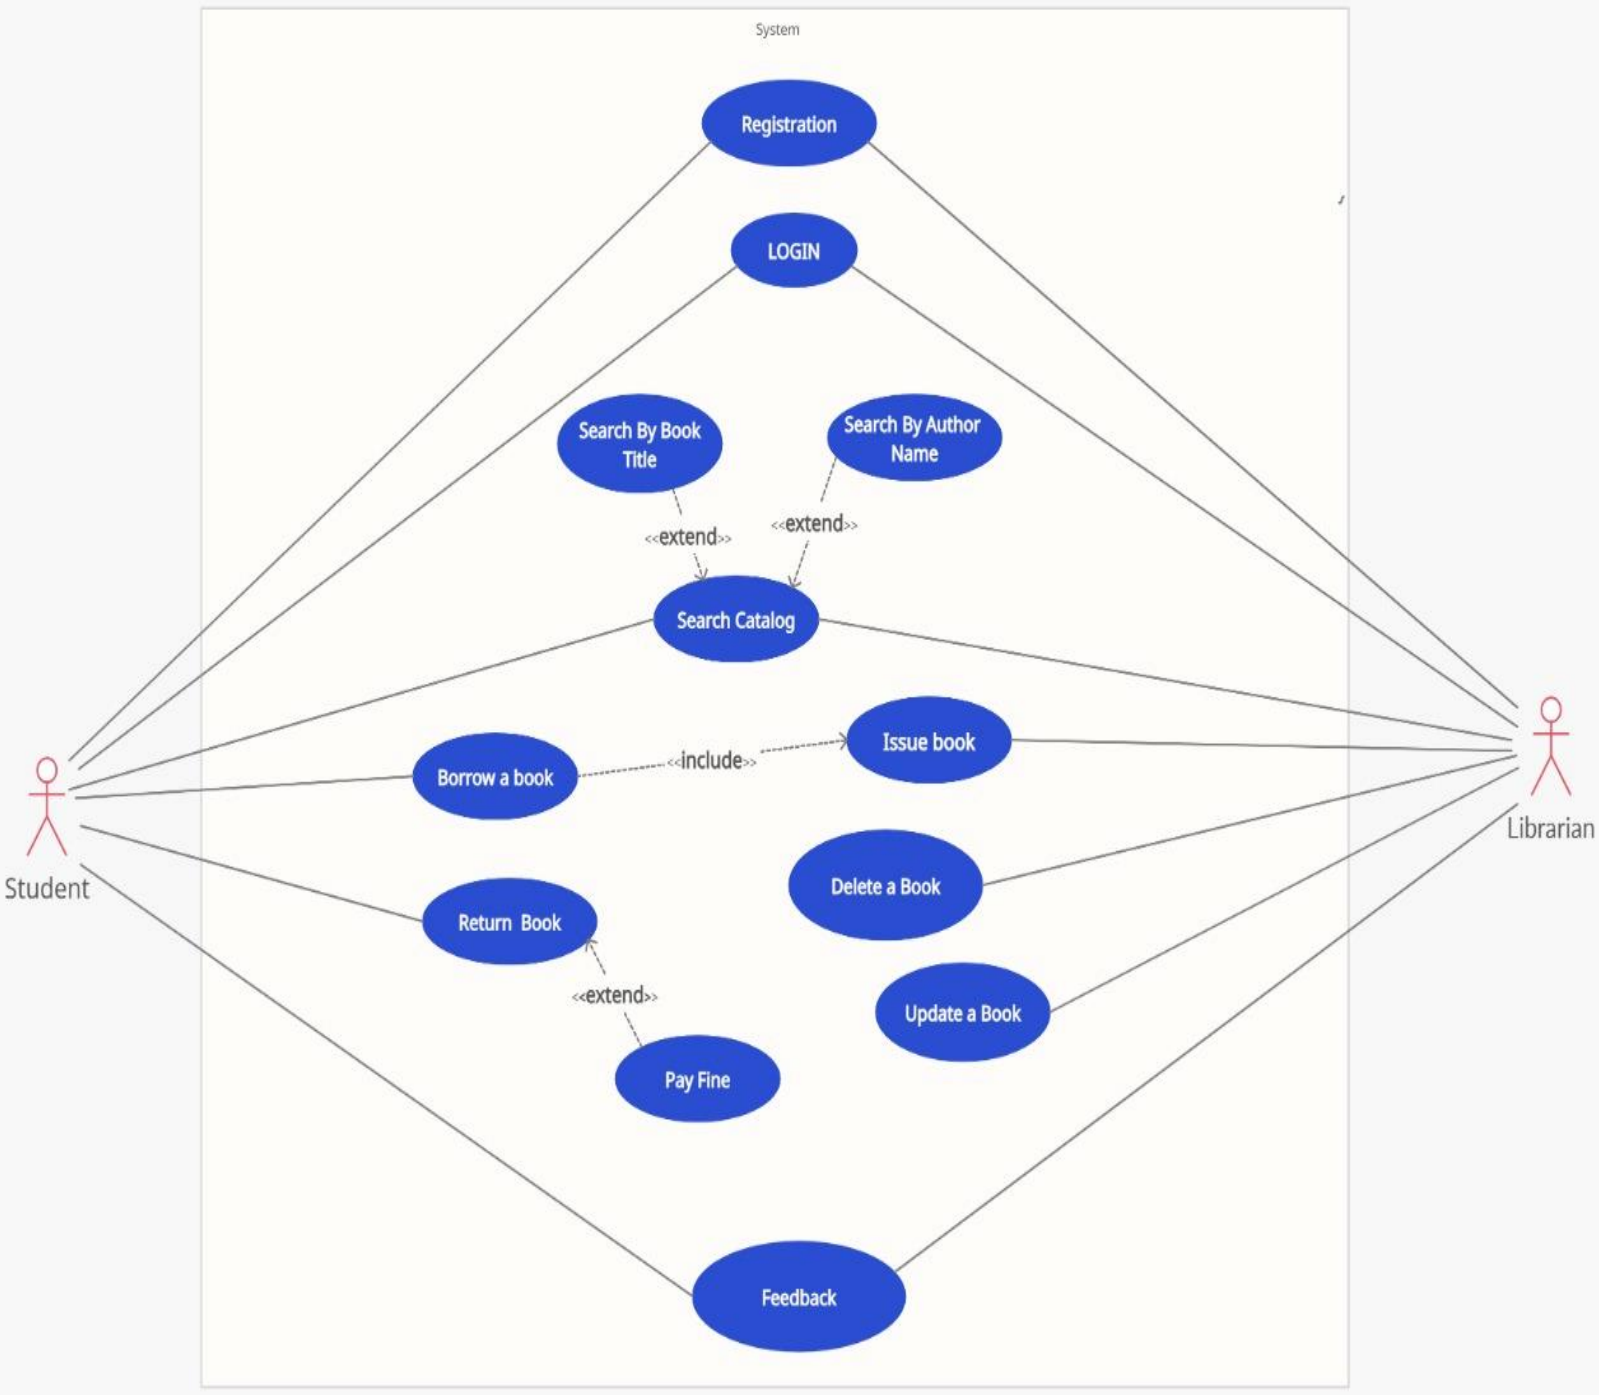 System
Registration
LOGIN
Search By Book
Title
Search By Author
Name
<<extend>>
<<extend>>
Search Catalog
Issue book
Borrow a book
<<include>>
Librarian
Student
Delete a Book
Return  Book
<<extend>>
Update a Book
Pay Fine
Feedback